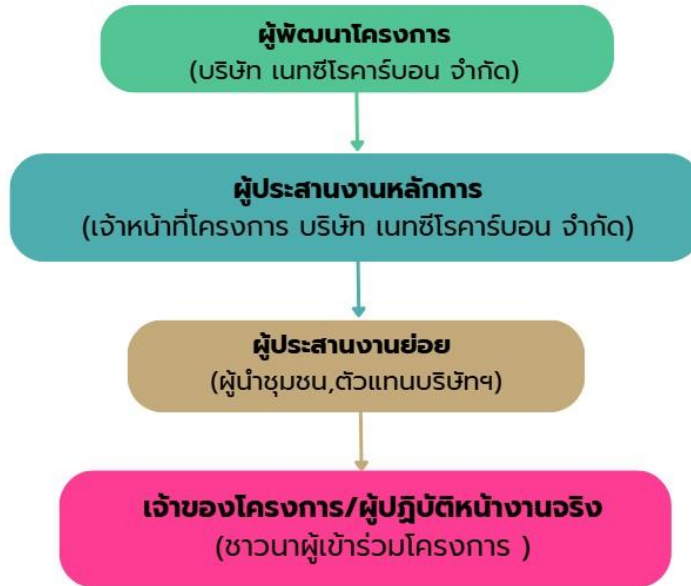 ผู้พัฒนาโครงการ
(บริษัท เนทซีโรคาร์บอน จำกัด)
ผู้ประสานงานหลักการ
(เจ้าหน้าที่โครงการ บริษัท เนทซีโรคาร์บอน จำกัด)
ผู้ประสานงานย่อย
(ผู้นำชุมชน,ตัวแทนบริษัทฯ)
เจ้าของโครงการ/ผู้ปฏิบัติหน้างานจริง
(ชาวนาผู้เข้าร่วมโครงการ )